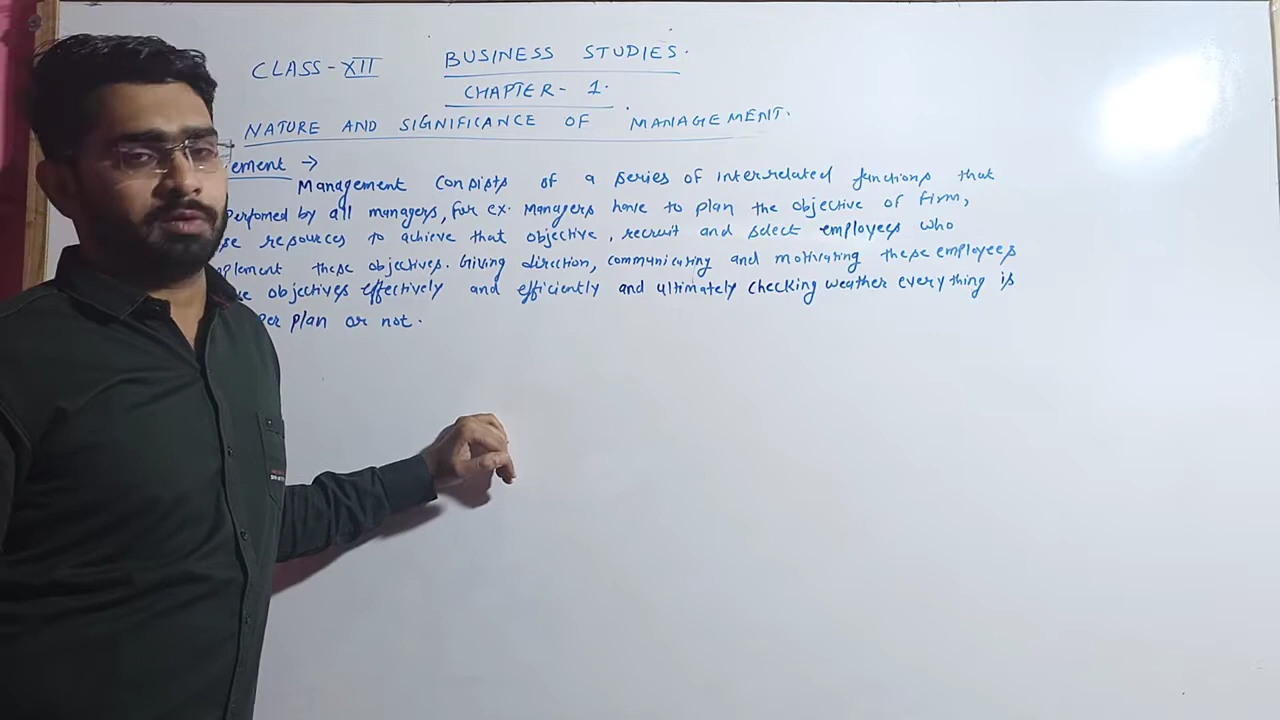 CLASS-XII
BUSINESS STUDIES.
CHAPTER- 1.
NATURE AND SIGNIFICANCE OF MANAGEMENT.
ement →
Management Consists of a series of interrelated functions that
Perfomed by all managers, for ex. Managers have to plan the objective of firm,
resources to achieve that objective, recruit and select employees who
plement these objectives. Giving direction, communicating and motivating these employees
objectives effectively and efficiently and ultimately checking weather everything is
per plan or not.